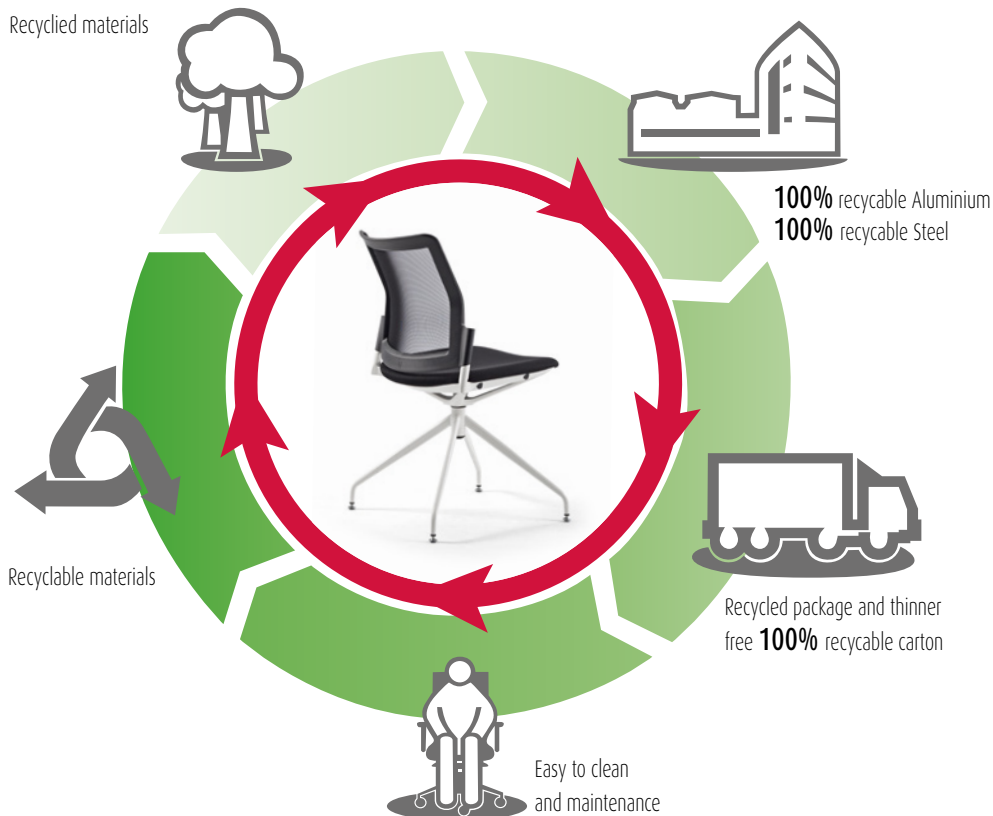 Recyclied materials
100% recycable Aluminium
100% recycable Steel
Recycled package and thinner
free 100% recycable carton
Easy to clean
and maintenance
Recyclable materials